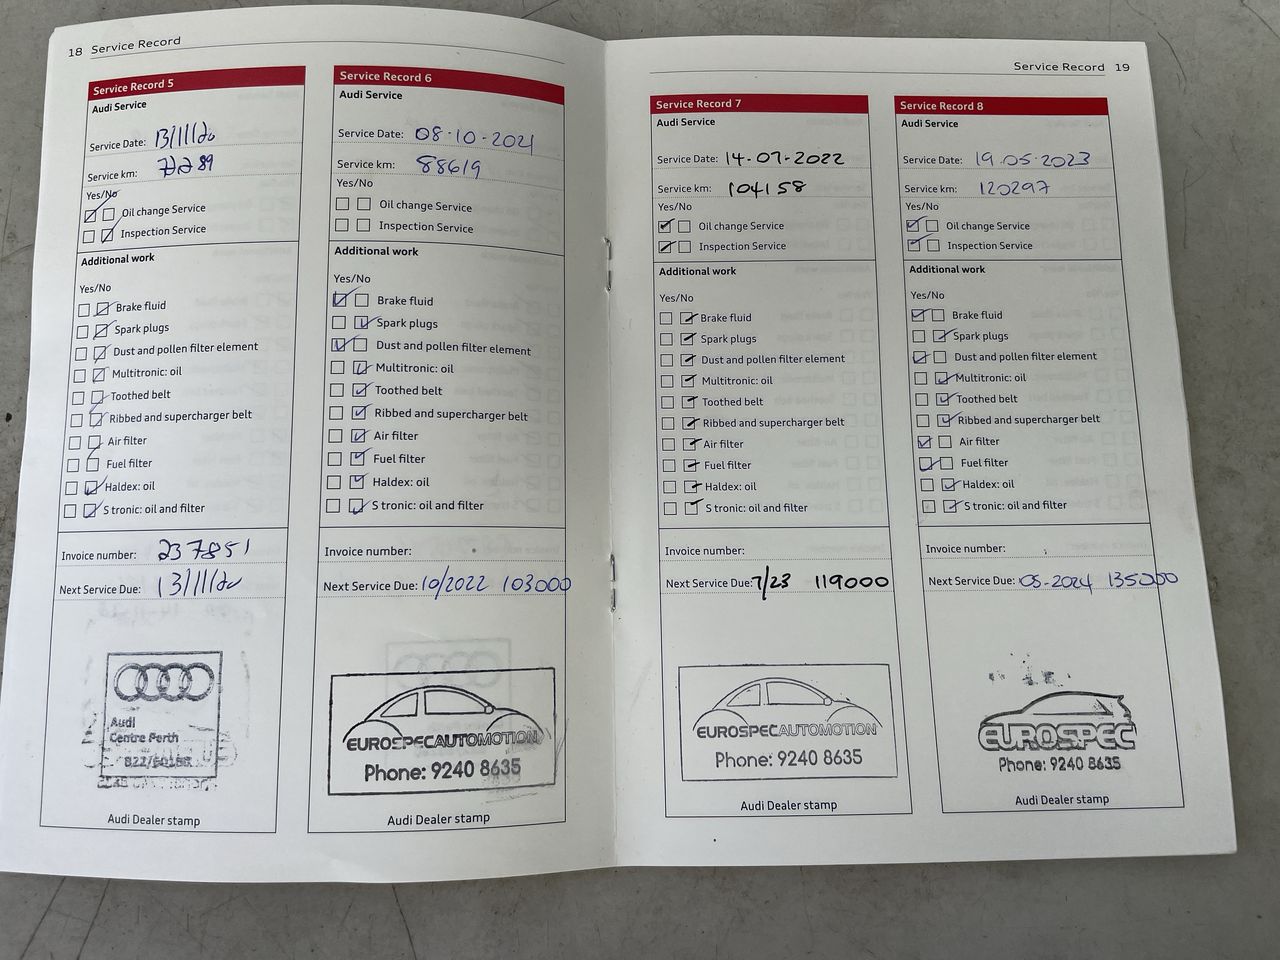 18 Service Record
Service Record 5
Audi Service
Service Date: 13/11/20
Service km:
Yes/No
Oil change Service
Inspection Service
Additional work
Yes/No
Brake fluid
Spark plugs
Dust and pollen filter element
Multitronic: oil
Toothed belt
Ribbed and supercharger belt
Air filter
Fuel filter
Haldex: oil
S tronic: oil and filter
Invoice number: 237851
Next Service Due: 13/11/20
Audi
Centre Perth
Audi Dealer stamp
Service Record 6
Audi Service
Service Date: 08-10-2021
Service km: 88619
Yes/No
Oil change Service
Inspection Service
Additional work
Yes/No
Brake fluid
Spark plugs
Dust and pollen filter element
Multitronic: oil
Toothed belt
Ribbed and supercharger belt
Air filter
Fuel filter
Haldex: oil
S tronic: oil and filter
Invoice number:
Next Service Due: 10/2022 103000
EUROSPECAUTOMOTION
Phone: 9240 8635
Audi Dealer stamp
Service Record 19
Service Record 7
Audi Service
Service Date: 14-07-2022
Service km: 104158
Yes/No
Oil change Service
Inspection Service
Additional work
Yes/No
Brake fluid
Spark plugs
Dust and pollen filter element
Multitronic: oil
Toothed belt
Ribbed and supercharger belt
Air filter
Fuel filter
Haldex: oil
S tronic: oil and filter
Invoice number:
Next Service Due: 7/23 119000
EUROSPECAUTOMOTION
Phone: 9240 8635
Audi Dealer stamp
Service Record 8
Audi Service
Service Date: 19.05.2023
Service km: 120297
Yes/No
Oil change Service
Inspection Service
Additional work
Yes/No
Brake fluid
Spark plugs
Dust and pollen filter element
Multitronic: oil
Toothed belt
Ribbed and supercharger belt
Air filter
Fuel filter
Haldex: oil
S tronic: oil and filter
Invoice number:
Next Service Due: 05-2024 135000
EUROSPEC
Phone: 9240 8635
Audi Dealer stamp